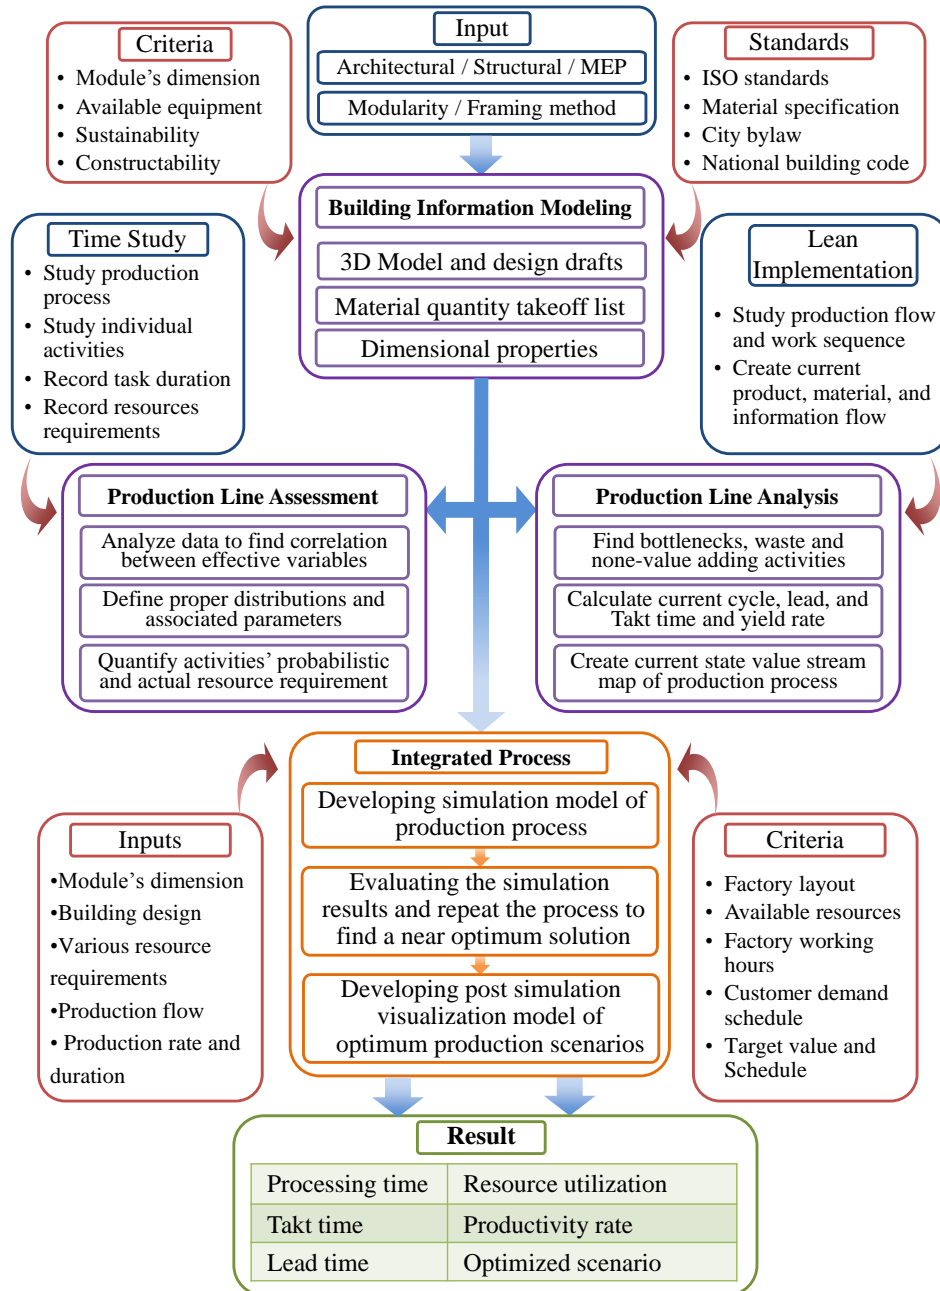 Criteria
• Module's dimension
• Available equipment
• Sustainability
• Constructability
Input
Architectural / Structural / MEP
Modularity / Framing method
Standards
• ISO standards
• Material specification
• City bylaw
• National building code
Building Information Modeling
3D Model and design drafts
Material quantity takeoff list
Dimensional properties
Time Study
• Study production
process
• Study individual
activities
• Record task duration
• Record resources
requirements
Lean
Implementation
• Study production flow
and work sequence
• Create current
product, material, and
information flow
Production Line Assessment
Analyze data to find correlation
between effective variables
Define proper distributions and
associated parameters
Quantify activities' probabilistic
and actual resource requirement
Production Line Analysis
Find bottlenecks, waste and
none-value adding activities
Calculate current cycle, lead, and
Takt time and yield rate
Create current state value stream
map of production process
Integrated Process
Developing simulation model of
production process
Evaluating the simulation
results and repeat the process to
find a near optimum solution
Developing post simulation
visualization model of
optimum production scenarios
Inputs
•Module's dimension
•Building design
•Various resource
requirements
•Production flow
• Production rate and
duration
Criteria
• Factory layout
• Available resources
• Factory working
hours
• Customer demand
schedule
• Target value and
Schedule
Result
Processing time Resource utilization
Takt time Productivity rate
Lead time Optimized scenario